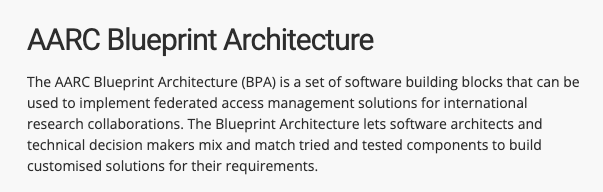 AARC Blueprint Architecture
The AARC Blueprint Architecture (BPA) is a set of software building blocks that can be
used to implement federated access management solutions for international
research collaborations. The Blueprint Architecture lets software architects and
technical decision makers mix and match tried and tested components to build
customised solutions for their requirements.